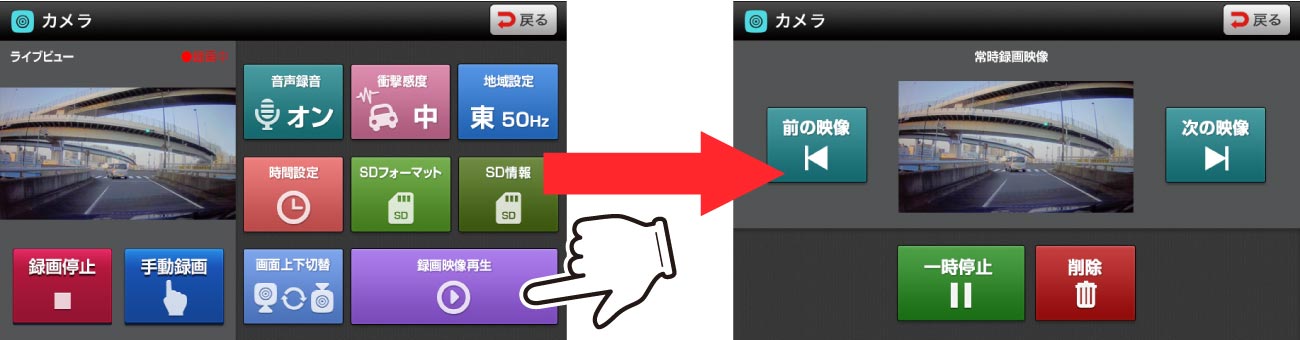 カメラ
戻る
ライブビュー
音声録音
オン
衝撃感度
中
地域設定
東 50Hz
時間設定
SDフォーマット
SD
SD情報
SD
録画停止
手動録画
画面上下切替
録画映像再生
カメラ
戻る
常時録画映像
前の映像
次の映像
一時停止
削除